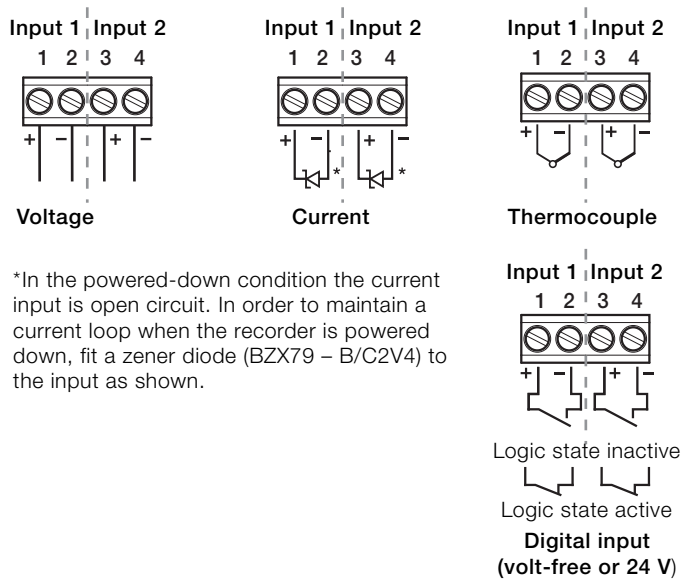 Input 1 Input 2
1 2 3 4
+ − + −
Voltage
Input 1 Input 2
1 2 3 4
+ − + −
* *
Current
Input 1 Input 2
1 2 3 4
+ − + −
Thermocouple
*In the powered-down condition the current
input is open circuit. In order to maintain a
current loop when the recorder is powered
down, fit a zener diode (BZX79 – B/C2V4) to
the input as shown.
Input 1 Input 2
1 2 3 4
+ − + −
Logic state inactive
Logic state active
Digital input
(volt-free or 24 V)